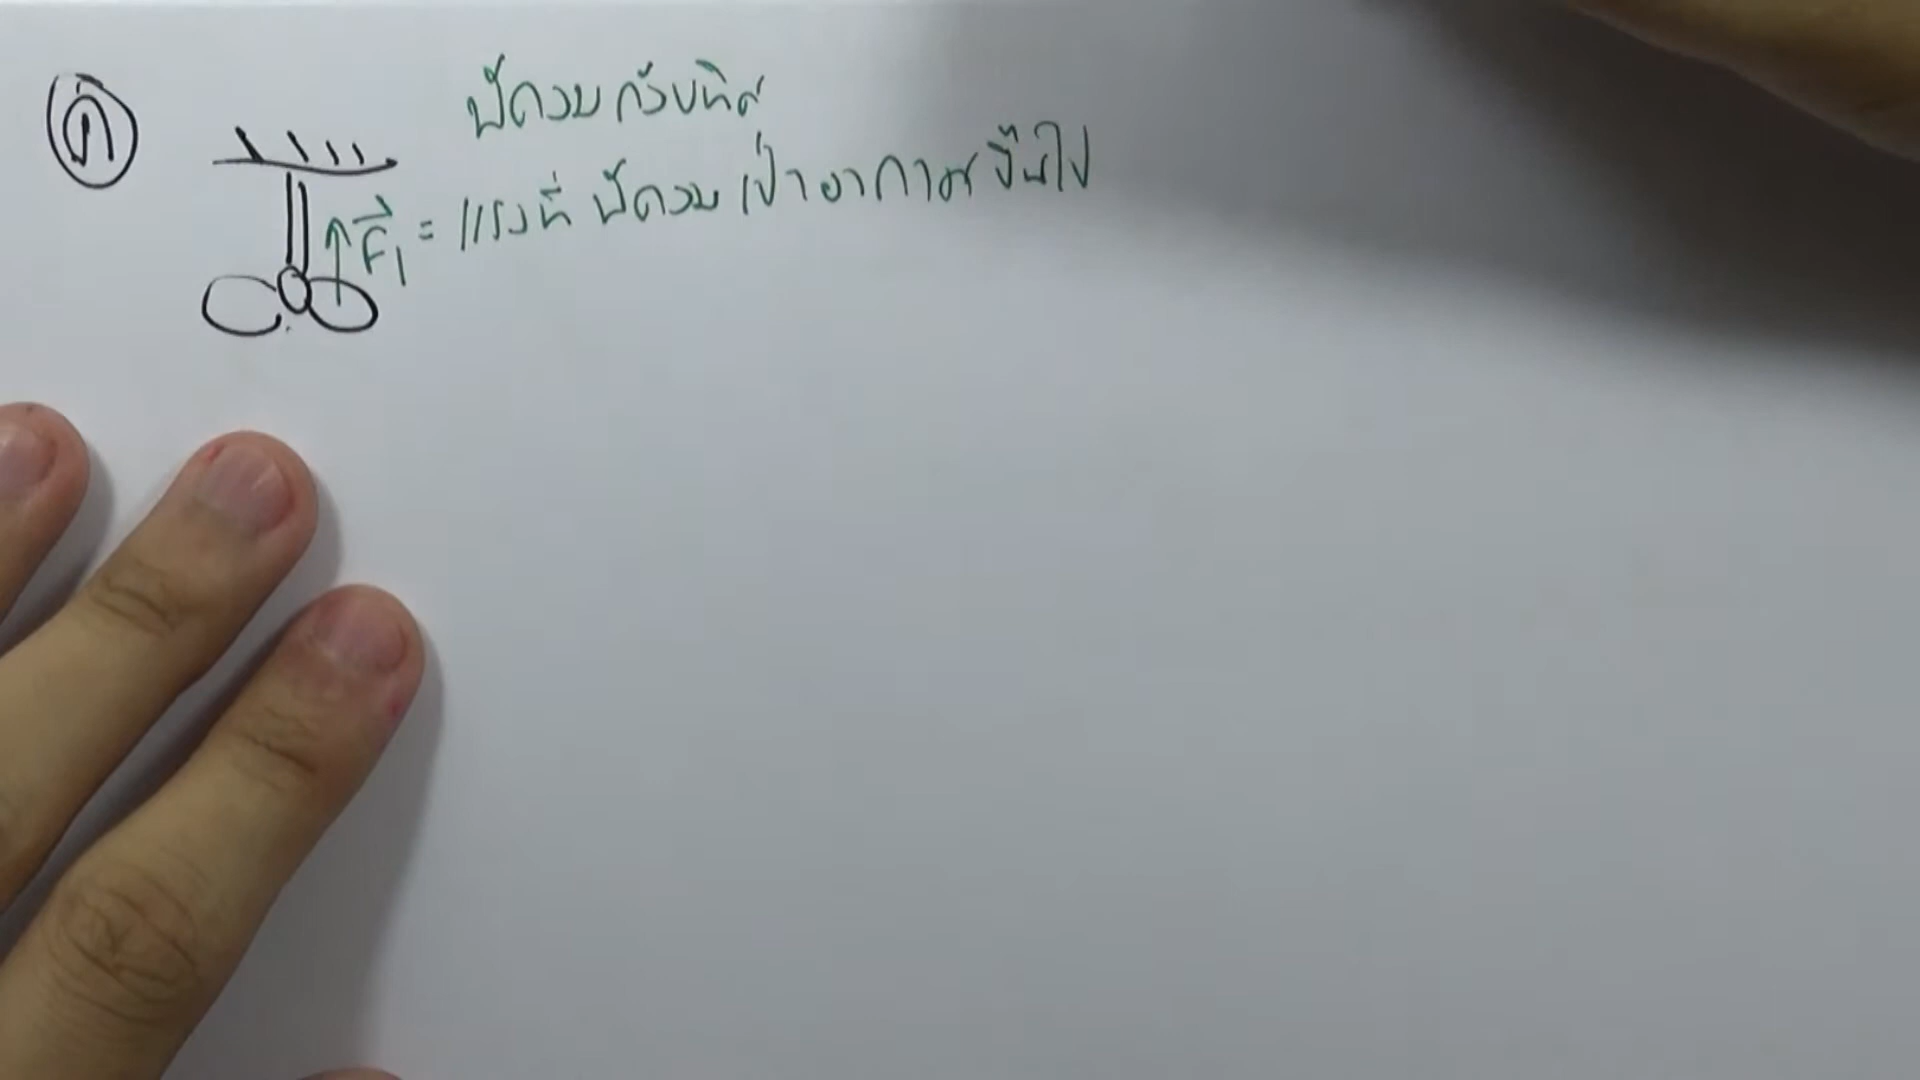 ค
พัดลมกลับทิศ
F⃗₁ = แรงที่ พัดลม เป่าอากาศขึ้นไป